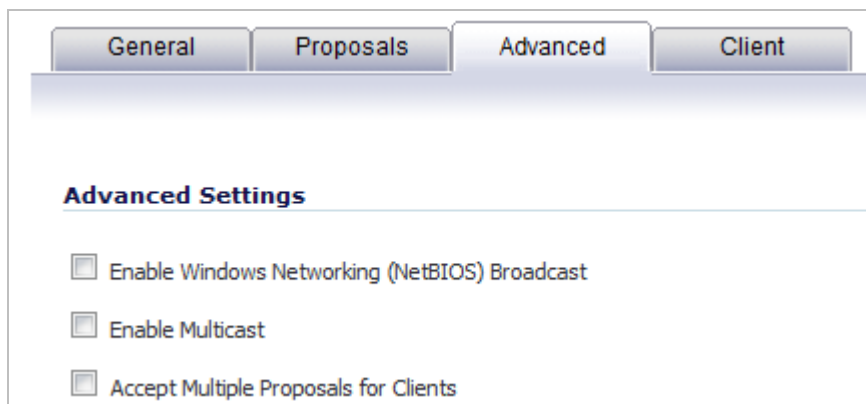 General Proposals Advanced Client
Advanced Settings
Enable Windows Networking (NetBIOS) Broadcast
Enable Multicast
Accept Multiple Proposals for Clients